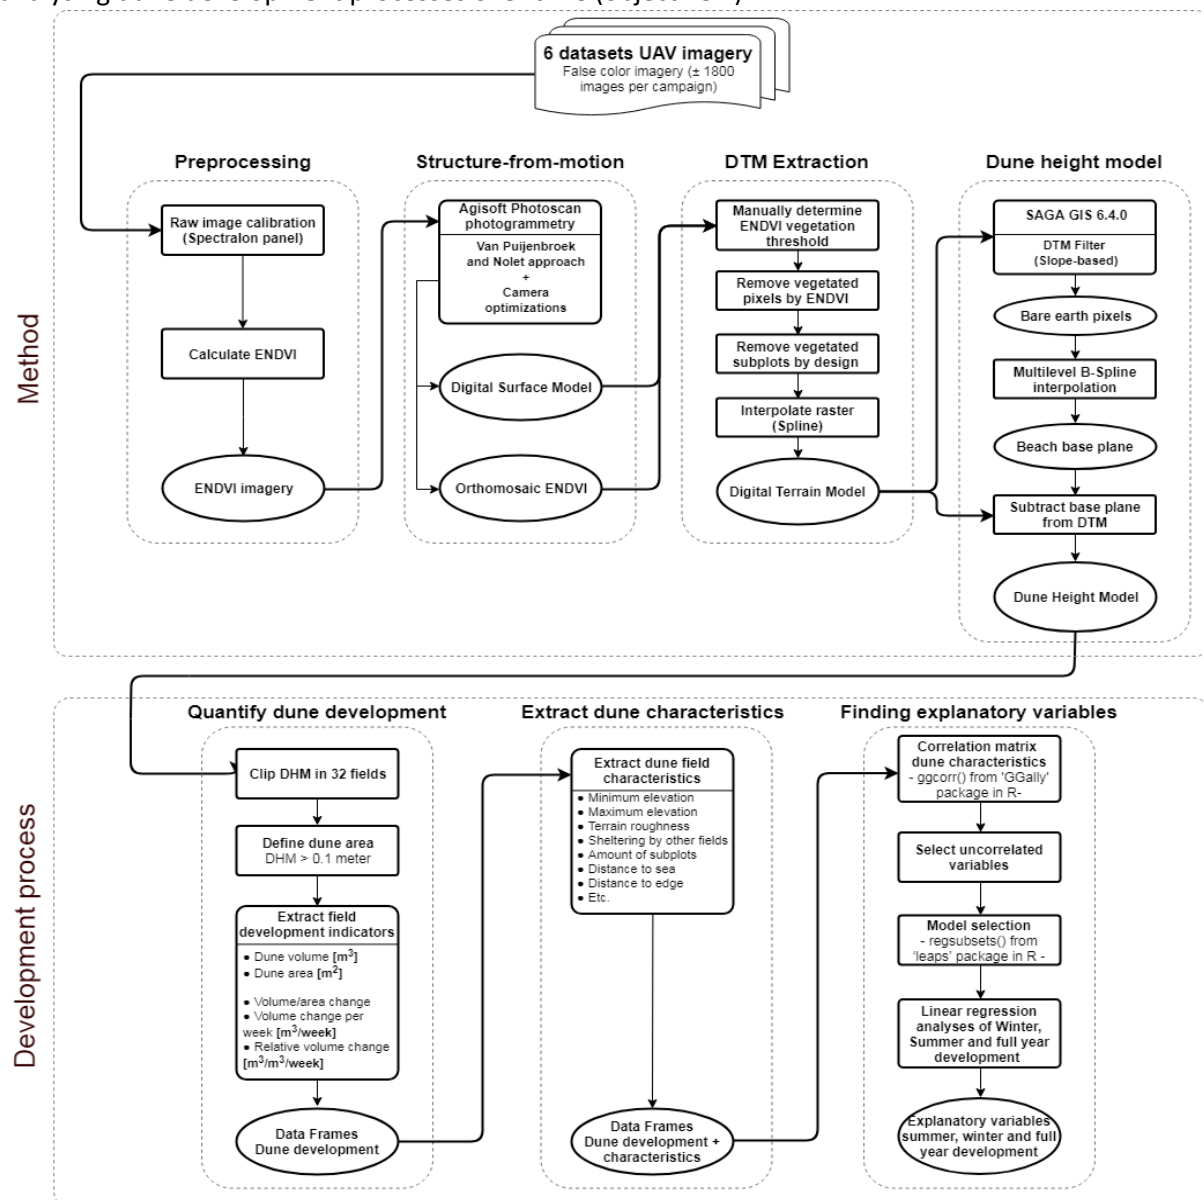 6 datasets UAV imagery
False color imagery (± 1800
images per campaign)
Method
Preprocessing
Raw image calibration
(Spectralon panel)
Calculate ENDVI
ENDVI imagery
Structure-from-motion
Agisoft Photoscan
photogrammetry
Van Puijenbroek
and Nolet approach
+
Camera
optimizations
Digital Surface Model
Orthomosaic ENDVI
DTM Extraction
Manually determine
ENDVI vegetation
threshold
Remove vegetated
pixels by ENDVI
Remove vegetated
subplots by design
Interpolate raster
(Spline)
Digital Terrain Model
Dune height model
SAGA GIS 6.4.0
DTM Filter
(Slope-based)
Bare earth pixels
Multilevel B-Spline
interpolation
Beach base plane
Subtract base plane
from DTM
Dune Height Model
Development process
Quantify dune development
Clip DHM in 32 fields
Define dune area
DHM > 0.1 meter
Extract field
development indicators
● Dune volume [m³]
● Dune area [m²]
● Volume/area change
● Volume change per
week [m³/week]
● Relative volume change
[m³/m³/week]
Data Frames
Dune development
Extract dune characteristics
Extract dune field
characteristics
● Minimum elevation
● Maximum elevation
● Terrain roughness
● Sheltering by other fields
● Amount of subplots
● Distance to sea
● Distance to edge
● Etc.
Data Frames
Dune development +
characteristics
Finding explanatory variables
Correlation matrix
dune characteristics
- ggcorr() from 'GGally'
package in R-
Select uncorrelated
variables
Model selection
- regsubsets() from
'leaps' package in R -
Linear regression
analyses of Winter,
Summer and full year
development
Explanatory variables
summer, winter and full
year development